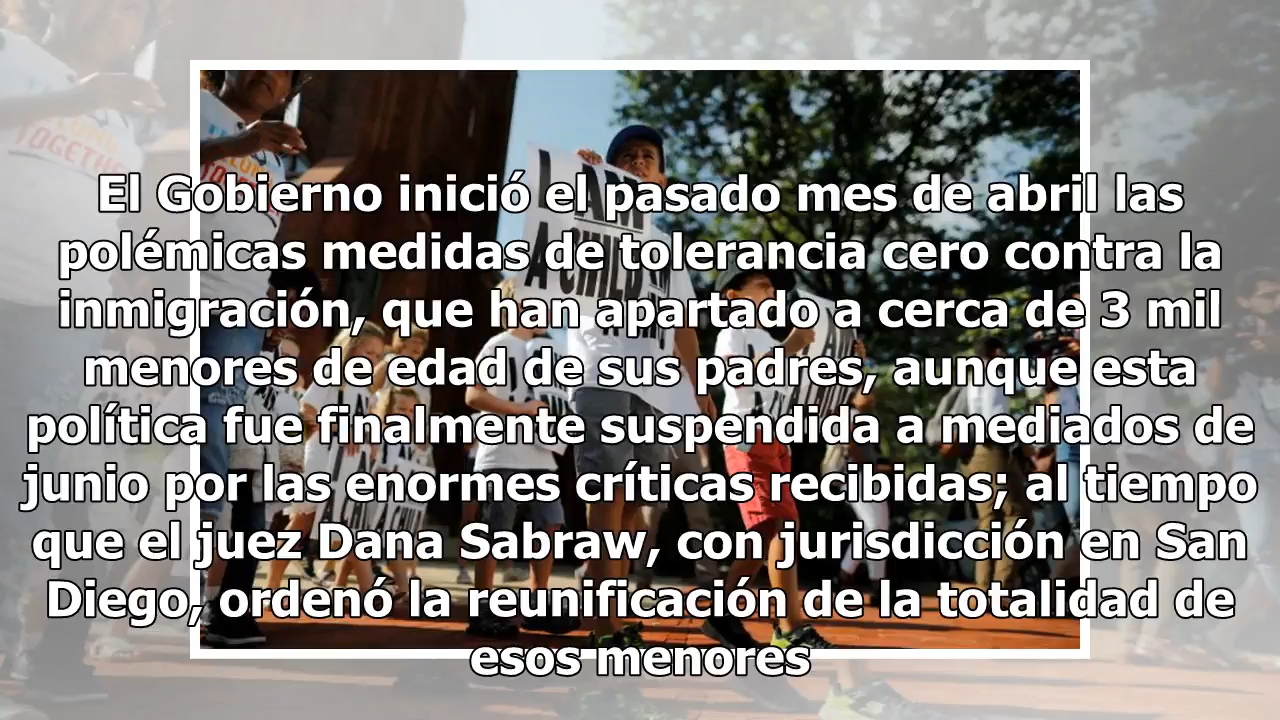 TOGETH
El Gobierno inició el pasado mes de abril las
polémicas medidas de tolerancia cero contra la
inmigración, que han apartado a cerca de 3 mil
menores de edad de sus padres, aunque esta
política fue finalmente suspendida a mediados de
junio por las enormes críticas recibidas; al tiempo
que el juez Dana Sabraw, con jurisdicción en San
Diego, ordenó la reunificación de la totalidad de
esos menores
I AM
A CHILD